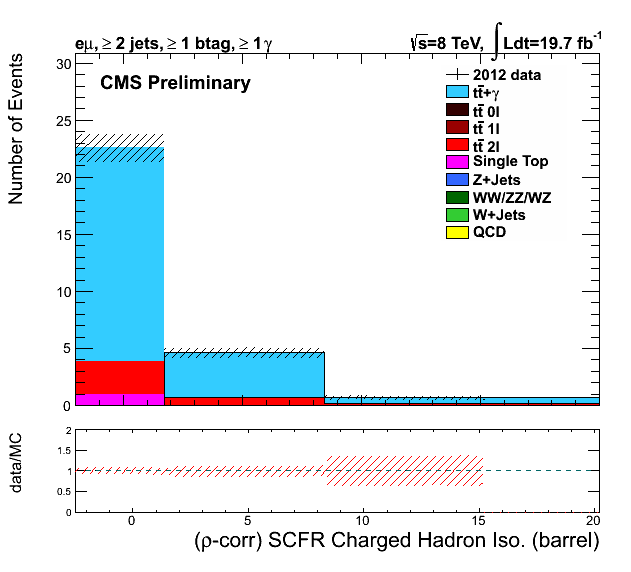 eμ, ≥ 2 jets, ≥ 1 btag, ≥ 1γ
√s=8 TeV, ∫Ldt=19.7 fb⁻¹
CMS Preliminary
2012 data
tt̄+γ
tt̄ 0l
tt̄ 1l
tt̄ 2l
Single Top
Z+Jets
WW/ZZ/WZ
W+Jets
QCD
Number of Events
30
25
20
15
10
5
0
data/MC
2
1.5
1
0.5
0
0 5 10 15 20
(ρ-corr) SCFR Charged Hadron Iso. (barrel)